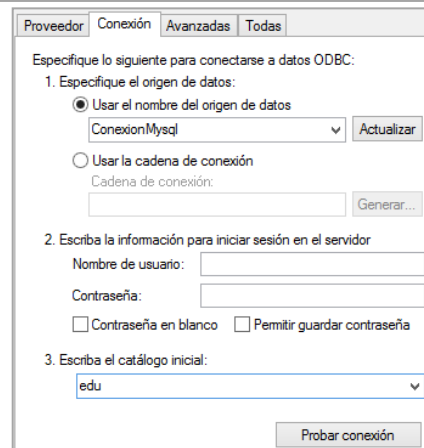 Proveedor Conexión Avanzadas Todas
Especifique lo siguiente para conectarse a datos ODBC:
1. Especifique el origen de datos:
Usar el nombre del origen de datos
ConexionMysql Actualizar
Usar la cadena de conexión
Cadena de conexión:
Generar...
2. Escriba la información para iniciar sesión en el servidor
Nombre de usuario:
Contraseña:
Contraseña en blanco Permitir guardar contraseña
3. Escriba el catálogo inicial:
edu
Probar conexión